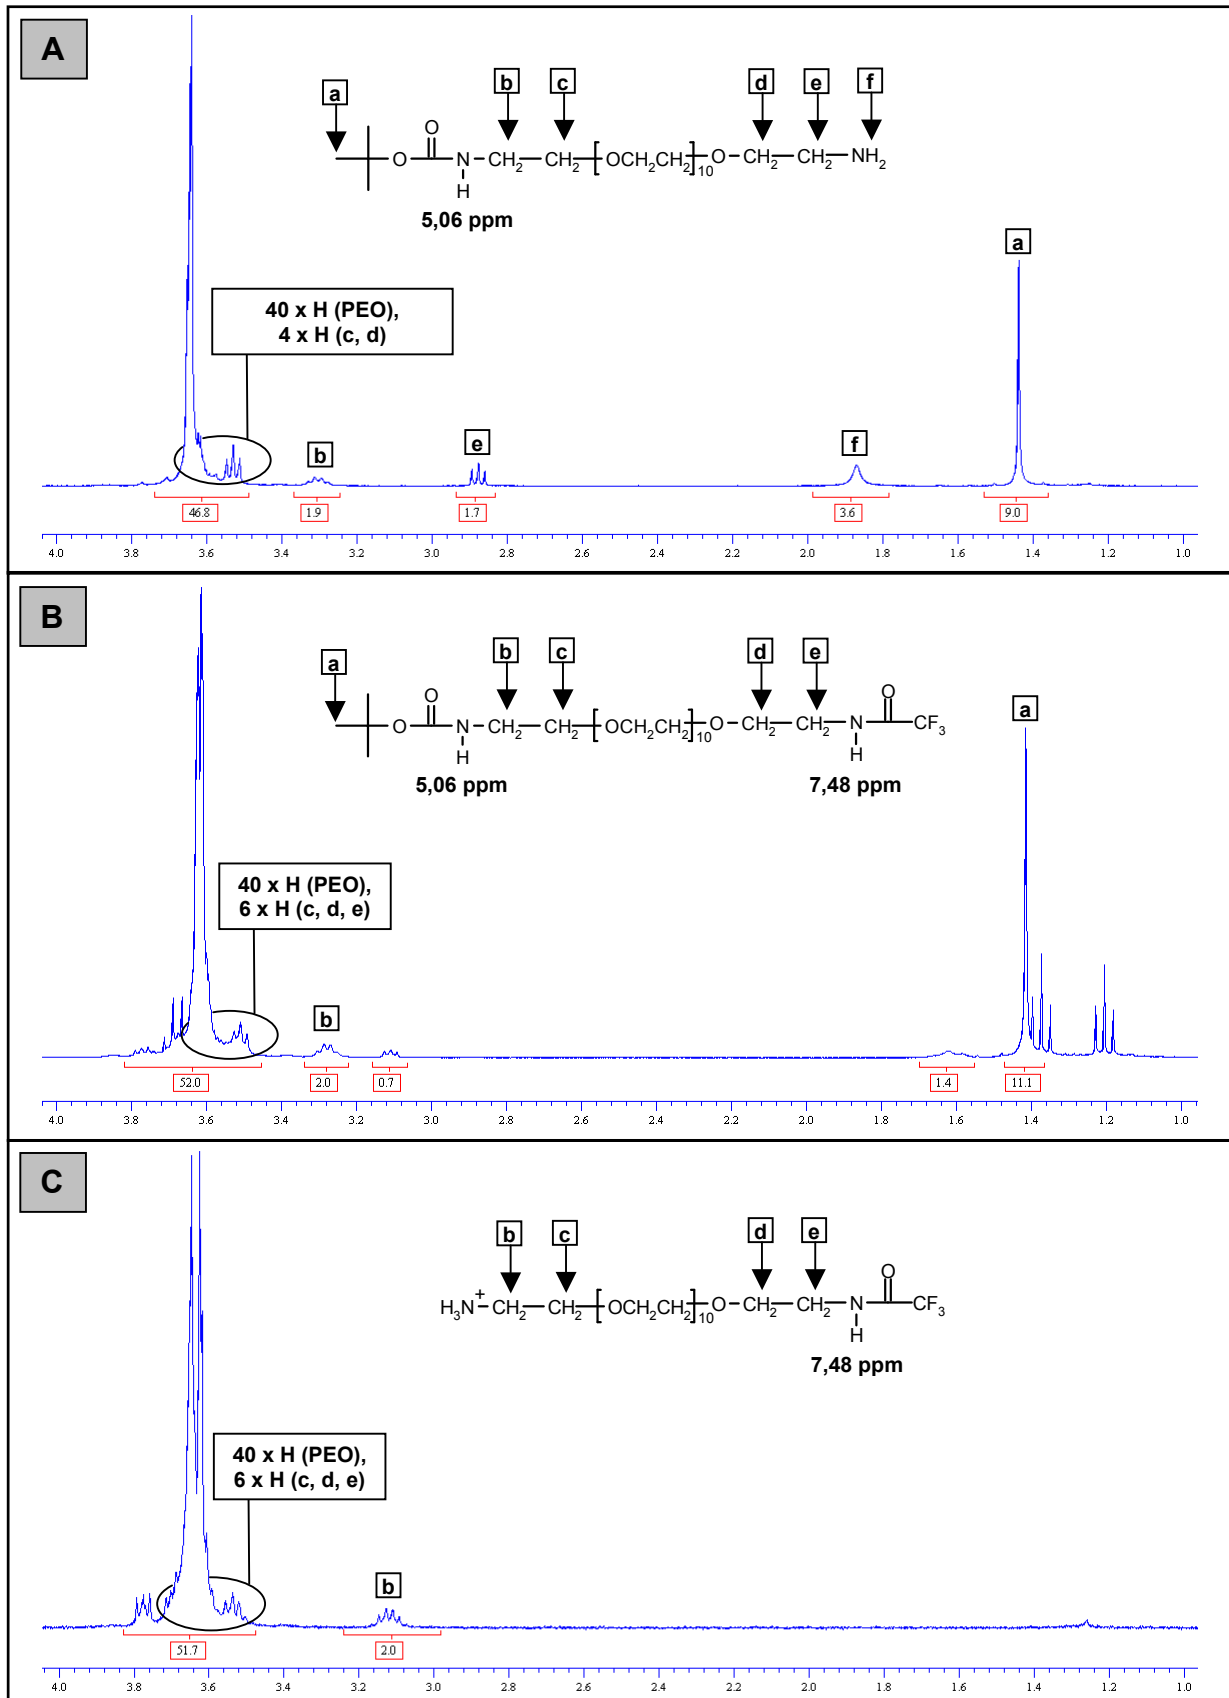 A
a
b
c
d
e
f
O
O
N
H
CH2
CH2
OCH2CH2
10
O
CH2
CH2
NH2
5,06 ppm
a
40 x H (PEO),
4 x H (c, d)
b
e
f
46.8
1.9
1.7
3.6
9.0
4.0 3.8 3.6 3.4 3.2 3.0 2.8 2.6 2.4 2.2 2.0 1.8 1.6 1.4 1.2 1.0
B
a
b
c
d
e
O
O
N
H
CH2
CH2
OCH2CH2
10
O
CH2
CH2
N
H
O
CF3
5,06 ppm
7,48 ppm
a
40 x H (PEO),
6 x H (c, d, e)
b
52.0
2.0
0.7
1.4
11.1
4.0 3.8 3.6 3.4 3.2 3.0 2.8 2.6 2.4 2.2 2.0 1.8 1.6 1.4 1.2 1.0
C
b
c
d
e
H3N
+
CH2
CH2
OCH2CH2
10
O
CH2
CH2
N
H
O
CF3
7,48 ppm
40 x H (PEO),
6 x H (c, d, e)
b
51.7
2.0
4.0 3.8 3.6 3.4 3.2 3.0 2.8 2.6 2.4 2.2 2.0 1.8 1.6 1.4 1.2 1.0